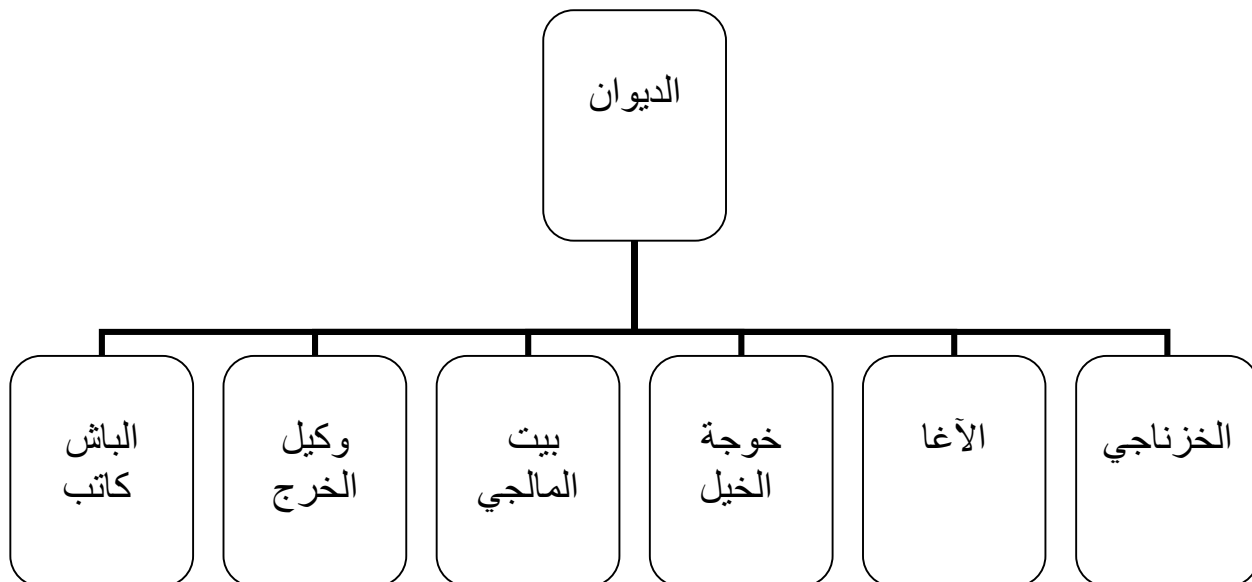 الديوان
الخزناجي
الآغا
خوجة
الخيل
بيت
المالجي
وكيل
الخرج
الباش
كاتب